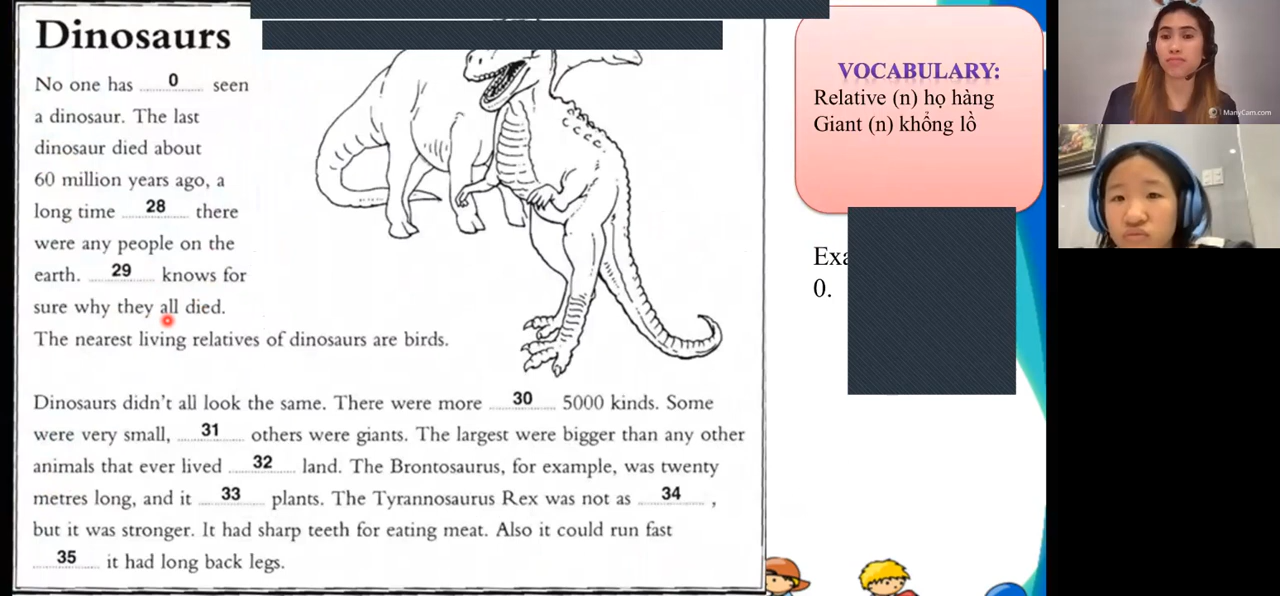 Dinosaurs
No one has 0 seen
a dinosaur. The last
dinosaur died about
60 million years ago, a
long time 28 there
were any people on the
earth. 29 knows for
sure why they all died.
The nearest living relatives of dinosaurs are birds.
Dinosaurs didn't all look the same. There were more 30 5000 kinds. Some
were very small, 31 others were giants. The largest were bigger than any other
animals that ever lived 32 land. The Brontosaurus, for example, was twenty
metres long, and it 33 plants. The Tyrannosaurus Rex was not as 34 ,
but it was stronger. It had sharp teeth for eating meat. Also it could run fast
35 it had long back legs.
VOCABULARY:
Relative (n) họ hàng
Giant (n) khổng lồ
Exa
0.
ManyCam.com